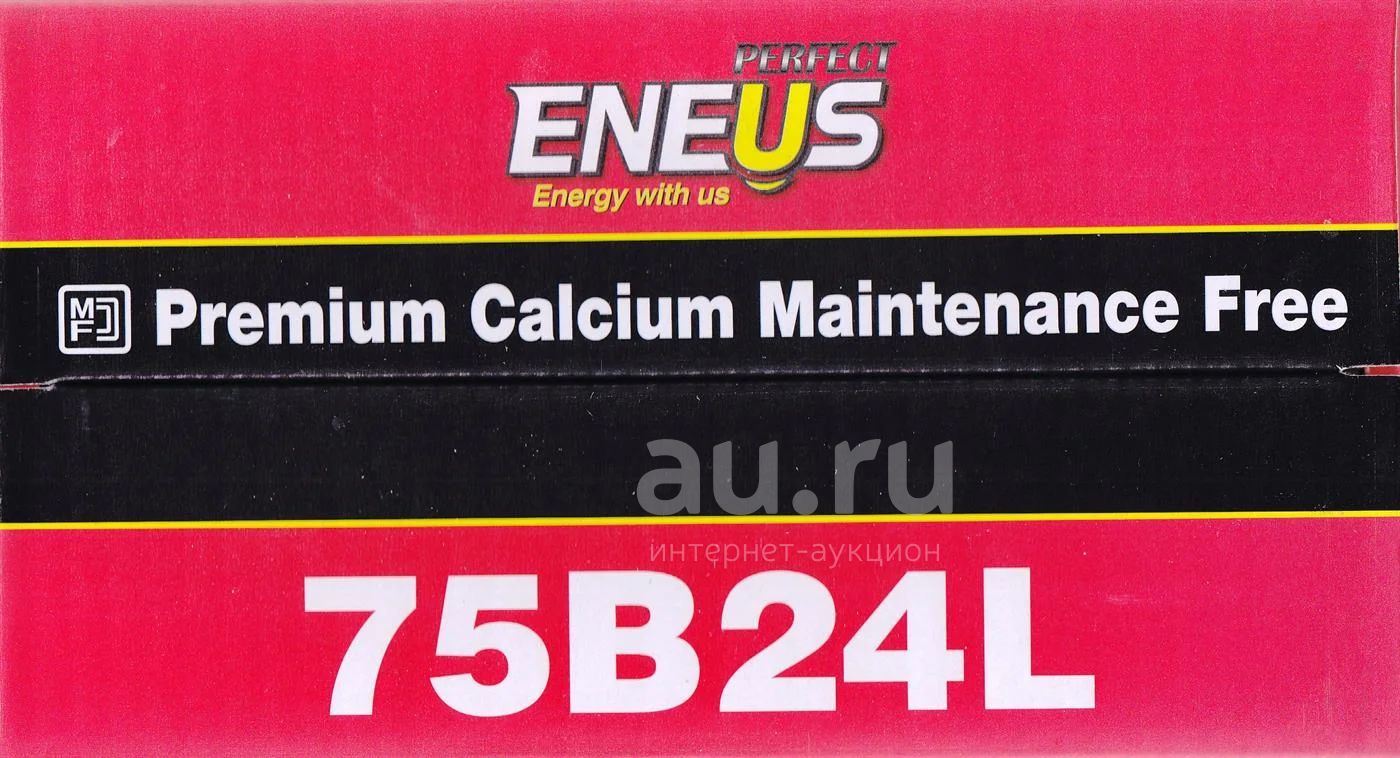 PERFECT
ENEUS
Energy with us
MF Premium Calcium Maintenance Free
au.ru
интернет-аукцион
75B24L